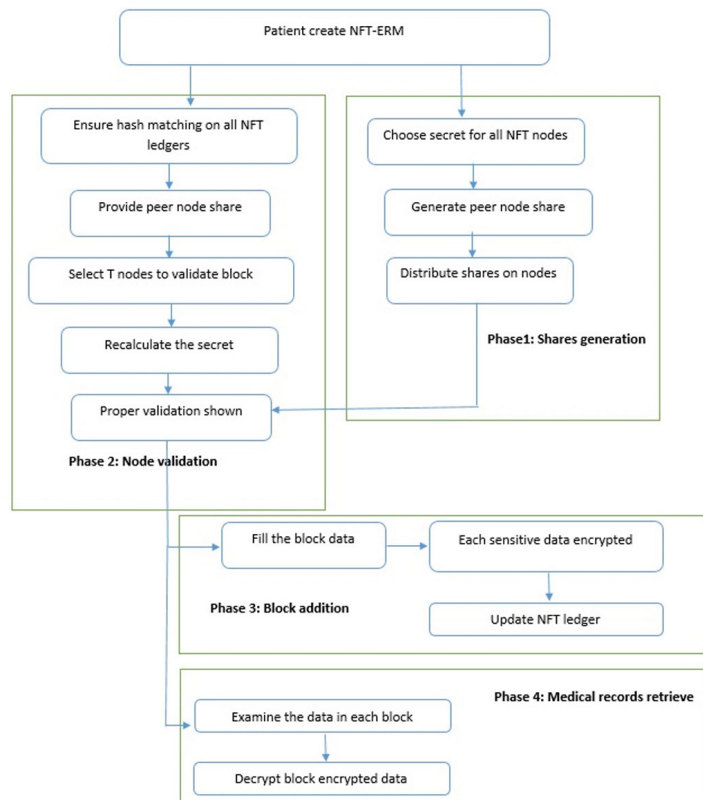 Patient create NFT-ERM
Ensure hash matching on all NFT
ledgers
Provide peer node share
Select T nodes to validate block
Recalculate the secret
Proper validation shown
Phase 2: Node validation
Choose secret for all NFT nodes
Generate peer node share
Distribute shares on nodes
Phase1: Shares generation
Fill the block data
Each sensitive data encrypted
Update NFT ledger
Phase 3: Block addition
Phase 4: Medical records retrieve
Examine the data in each block
Decrypt block encrypted data